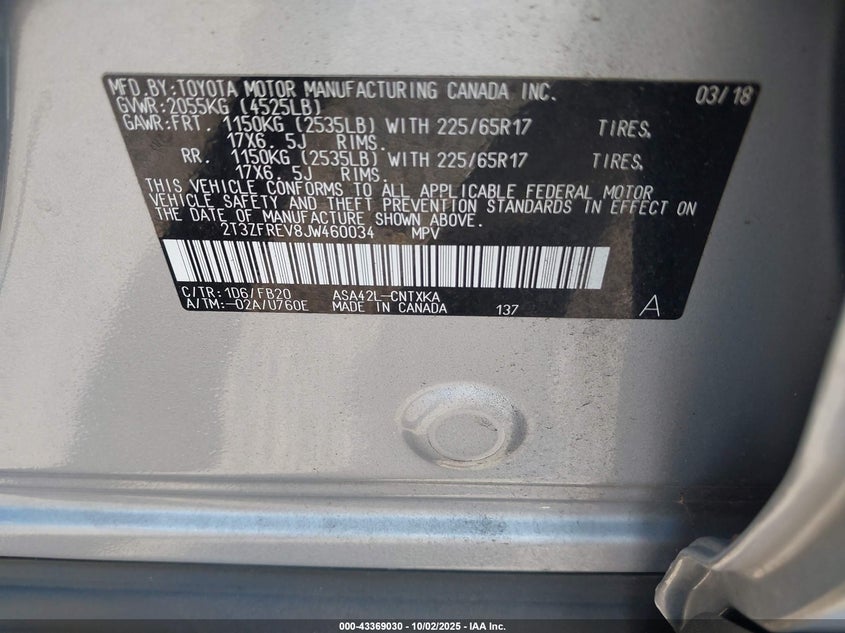 MFD.BY:TOYOTA MOTOR MANUFACTURING CANADA INC. 03/18
GVWR:2055KG (4525LB)
GAWR:FRT. 1150KG (2535LB) WITH 225/65R17 TIRES,
17X6. 5J RIMS.
RR. 1150KG (2535LB) WITH 225/65R17 TIRES,
17X6. 5J RIMS.
THIS VEHICLE CONFORMS TO ALL APPLICABLE FEDERAL MOTOR
VEHICLE SAFETY AND THEFT PREVENTION STANDARDS IN EFFECT ON
THE DATE OF MANUFACTURE SHOWN ABOVE.
2T3ZFREV8JW460034 MPV
C/TR:1D6/FB20 ASA42L-CNTXKA
A/TM:-02A/U760E MADE IN CANADA 137 A
000-43369030 - 10/02/2025 - IAA Inc.